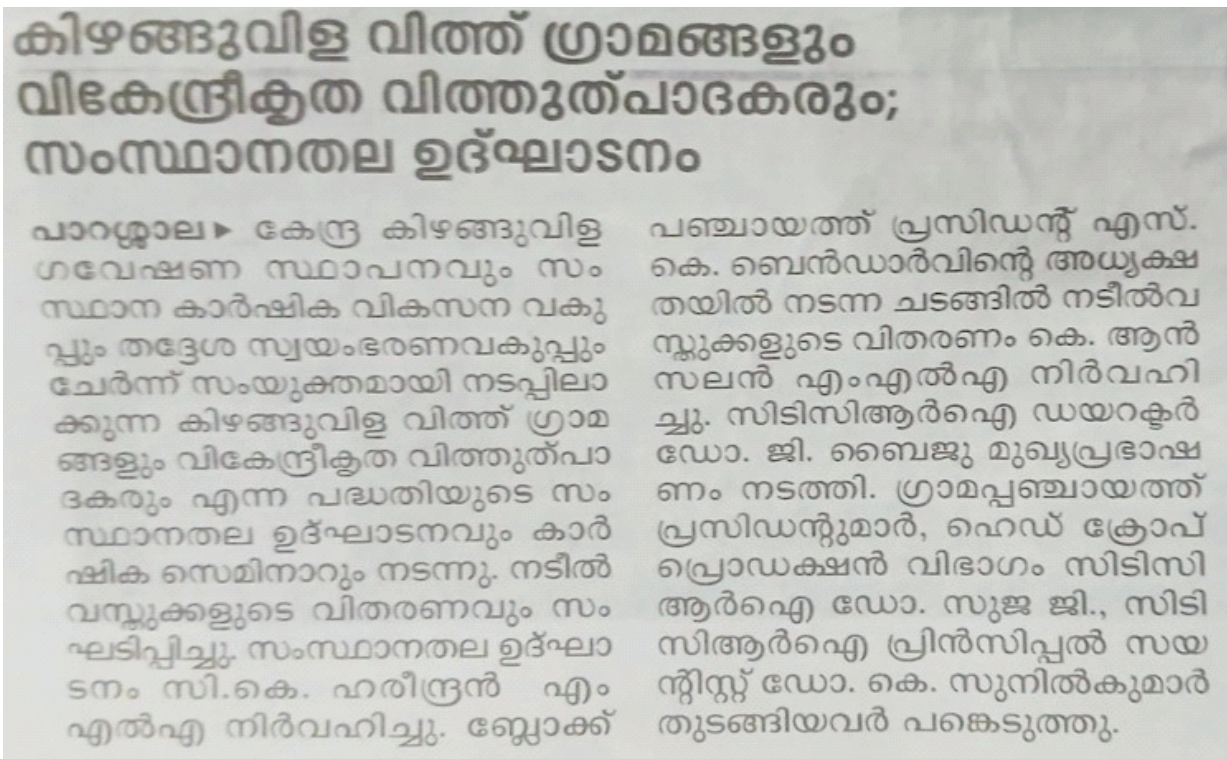 കിഴങ്ങുവിള വിത്ത് ഗ്രാമങ്ങളും
വികേന്ദ്രീകൃത വിത്തുത്പാദകരും;
സംസ്ഥാനതല ഉദ്ഘാടനം
പാറശ്ശാല▸ കേന്ദ്ര കിഴങ്ങുവിള
ഗവേഷണ സ്ഥാപനവും സം
സ്ഥാന കാർഷിക വികസന വകു
പ്പും തദ്ദേശ സ്വയംഭരണവകുപ്പും
ചേർന്ന് സംയുക്തമായി നടപ്പിലാ
ക്കുന്ന കിഴങ്ങുവിള വിത്ത് ഗ്രാമ
ങ്ങളും വികേന്ദ്രീകൃത വിത്തുത്പാ
ദകരും എന്ന പദ്ധതിയുടെ സം
സ്ഥാനതല ഉദ്ഘാടനവും കാർ
ഷിക സെമിനാറും നടന്നു. നടീൽ
വസ്തുക്കളുടെ വിതരണവും സം
ഘടിപ്പിച്ചു. സംസ്ഥാനതല ഉദ്ഘാ
ടനം സി.കെ. ഹരീന്ദ്രൻ എം
എൽഎ നിർവഹിച്ചു. ബ്ലോക്ക്
പഞ്ചായത്ത് പ്രസിഡന്റ് എസ്.
കെ. ബെൻഡാർവിന്റെ അധ്യക്ഷ
തയിൽ നടന്ന ചടങ്ങിൽ നടീൽവ
സ്തുക്കളുടെ വിതരണം കെ. ആൻ
സലൻ എംഎൽഎ നിർവഹി
ച്ചു. സിടിസിആർഐ ഡയറക്ടർ
ഡോ. ജി. ബൈജു മുഖ്യപ്രഭാഷ
ണം നടത്തി. ഗ്രാമപ്പഞ്ചായത്ത്
പ്രസിഡന്റുമാർ, ഹെഡ് ക്രോപ്
പ്രൊഡക്ഷൻ വിഭാഗം സിടിസി
ആർഐ ഡോ. സുജ ജി., സിടി
സിആർഐ പ്രിൻസിപ്പൽ സയ
ന്റിസ്റ്റ് ഡോ. കെ. സുനിൽകുമാർ
തുടങ്ങിയവർ പങ്കെടുത്തു.